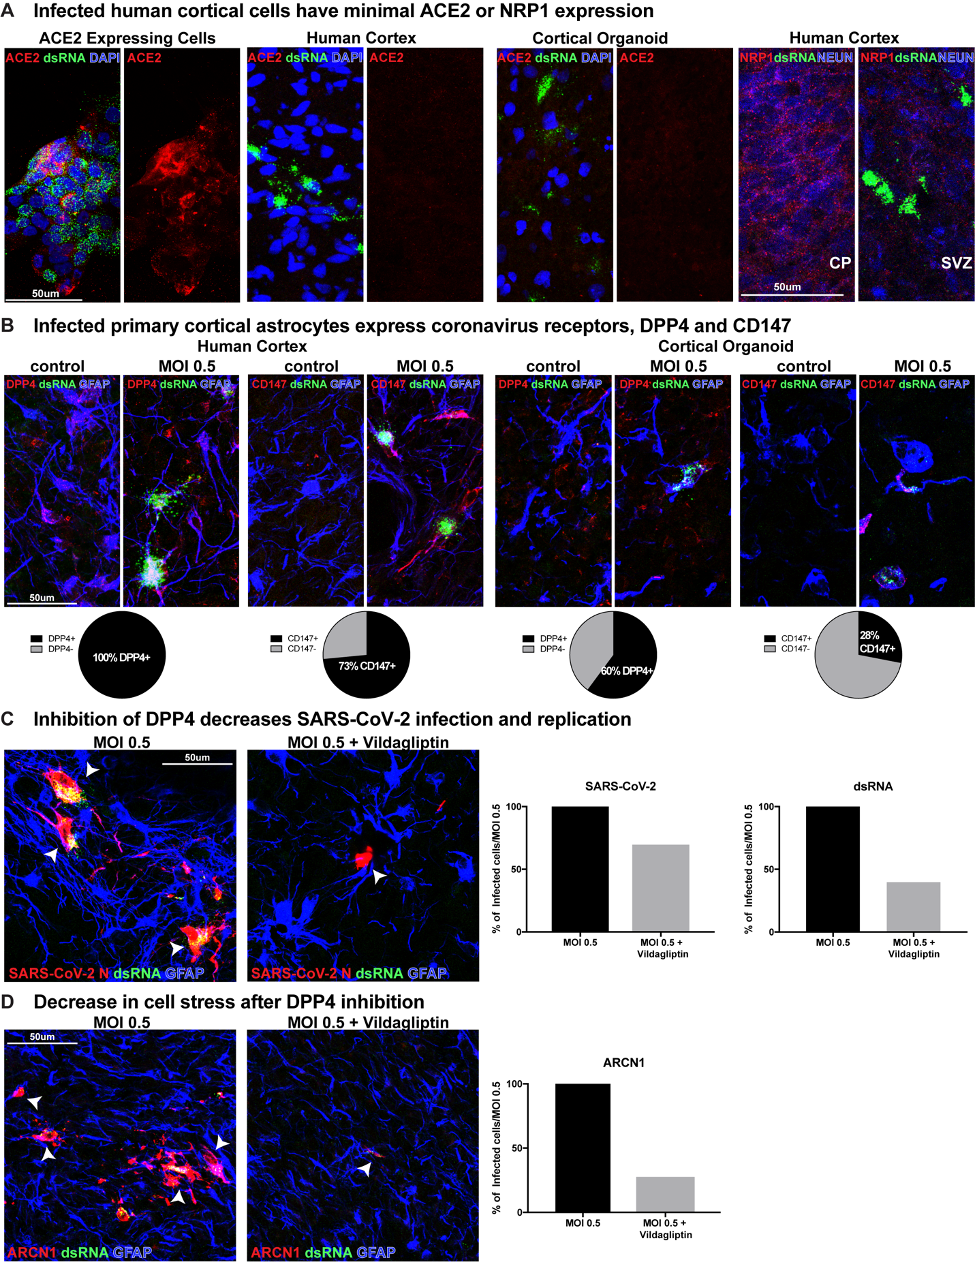 A Infected human cortical cells have minimal ACE2 or NRP1 expression
ACE2 Expressing Cells Human Cortex Cortical Organoid Human Cortex
ACE2 dsRNA DAPI ACE2 ACE2 dsRNA DAPI ACE2 ACE2 dsRNA DAPI ACE2 NRP1dsRNANEUN NRP1dsRNANEUN
CP SVZ
50um 50um
B Infected primary cortical astrocytes express coronavirus receptors, DPP4 and CD147
Human Cortex Cortical Organoid
control MOI 0.5 control MOI 0.5 control MOI 0.5 control MOI 0.5
DPP4 dsRNA GFAP DPP4 dsRNA GFAP CD147 dsRNA GFAP CD147 dsRNA GFAP DPP4 dsRNA GFAP DPP4 dsRNA GFAP CD147 dsRNA GFAP CD147 dsRNA GFAP
50um
DPP4+
DPP4-
100% DPP4+
CD147+
CD147-
73% CD147+
DPP4+
DPP4-
60% DPP4+
CD147+
CD147-
28%
CD147+
C Inhibition of DPP4 decreases SARS-CoV-2 infection and replication
MOI 0.5 MOI 0.5 + Vildagliptin
50um
SARS-CoV-2 N dsRNA GFAP SARS-CoV-2 N dsRNA GFAP
SARS-CoV-2
% of Infected cells/MOI 0.5
100
50
0
MOI 0.5 MOI 0.5 +
Vildagliptin
dsRNA
% of Infected cells/MOI 0.5
100
50
0
MOI 0.5 MOI 0.5 +
Vildagliptin
D Decrease in cell stress after DPP4 inhibition
MOI 0.5 MOI 0.5 + Vildagliptin
50um
ARCN1 dsRNA GFAP ARCN1 dsRNA GFAP
ARCN1
% of Infected cells/MOI 0.5
100
50
0
MOI 0.5 MOI 0.5 +
Vildagliptin